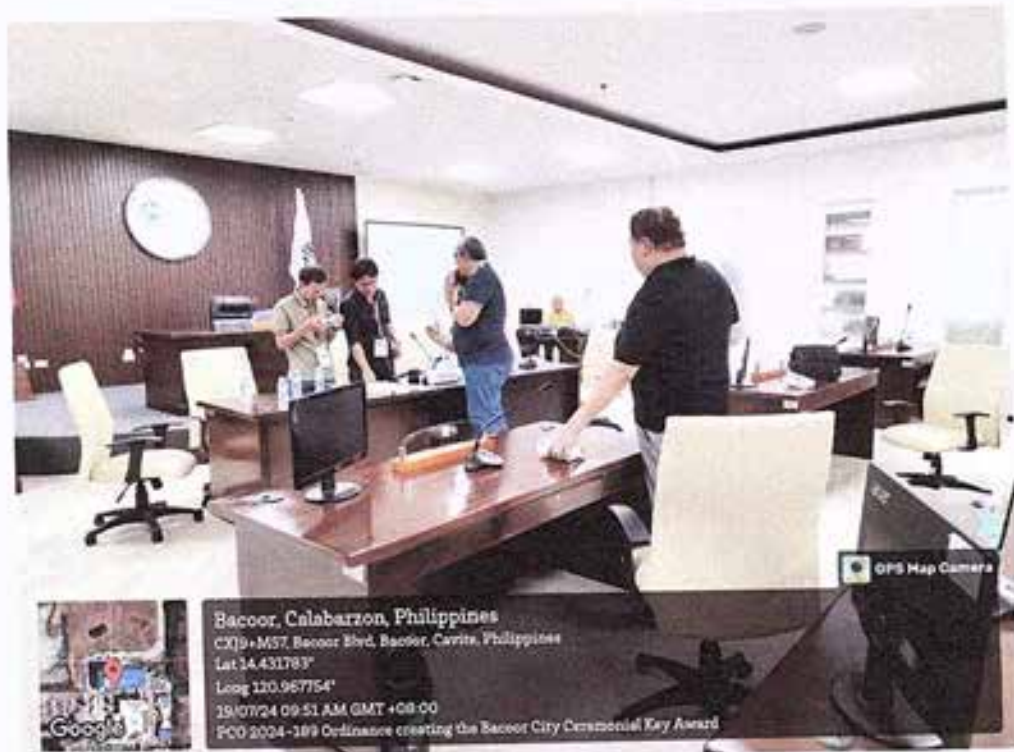 GPS Map Camera
Bacoor, Calabarzon, Philippines
CXJ9+M57, Bacoor Blvd, Bacoor, Cavite, Philippines
Lat 14.431783°
Long 120.967754°
19/07/24 09:51 AM GMT +08:00
PCO 2024-189 Ordinance creating the Bacoor City Ceremonial Key Award
Google